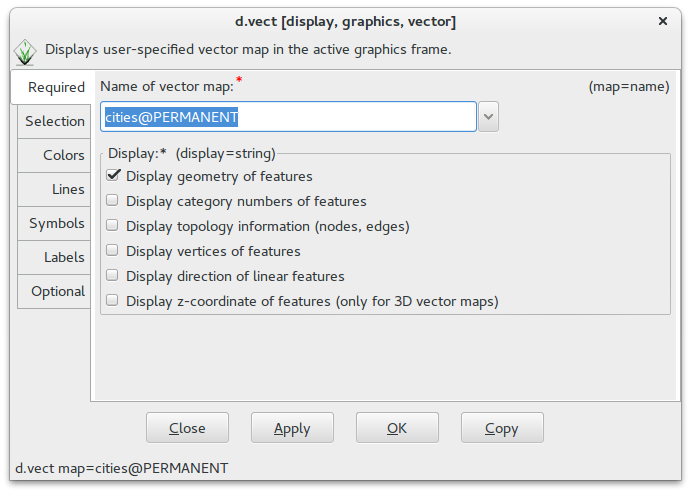 d.vect [display, graphics, vector]
Displays user-specified vector map in the active graphics frame.
Required
Name of vector map:* (map=name)
cities@PERMANENT
Selection
Colors
Lines
Symbols
Labels
Optional
Display:* (display=string)
Display geometry of features
Display category numbers of features
Display topology information (nodes, edges)
Display vertices of features
Display direction of linear features
Display z-coordinate of features (only for 3D vector maps)
Close Apply OK Copy
d.vect map=cities@PERMANENT